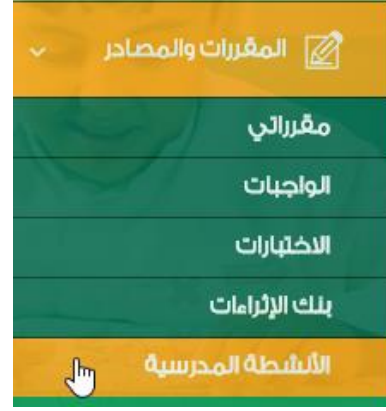 المقررات والمصادر
مقرراتي
الواجبات
الاختبارات
بنك الإثراءات
الأنشطة المدرسية